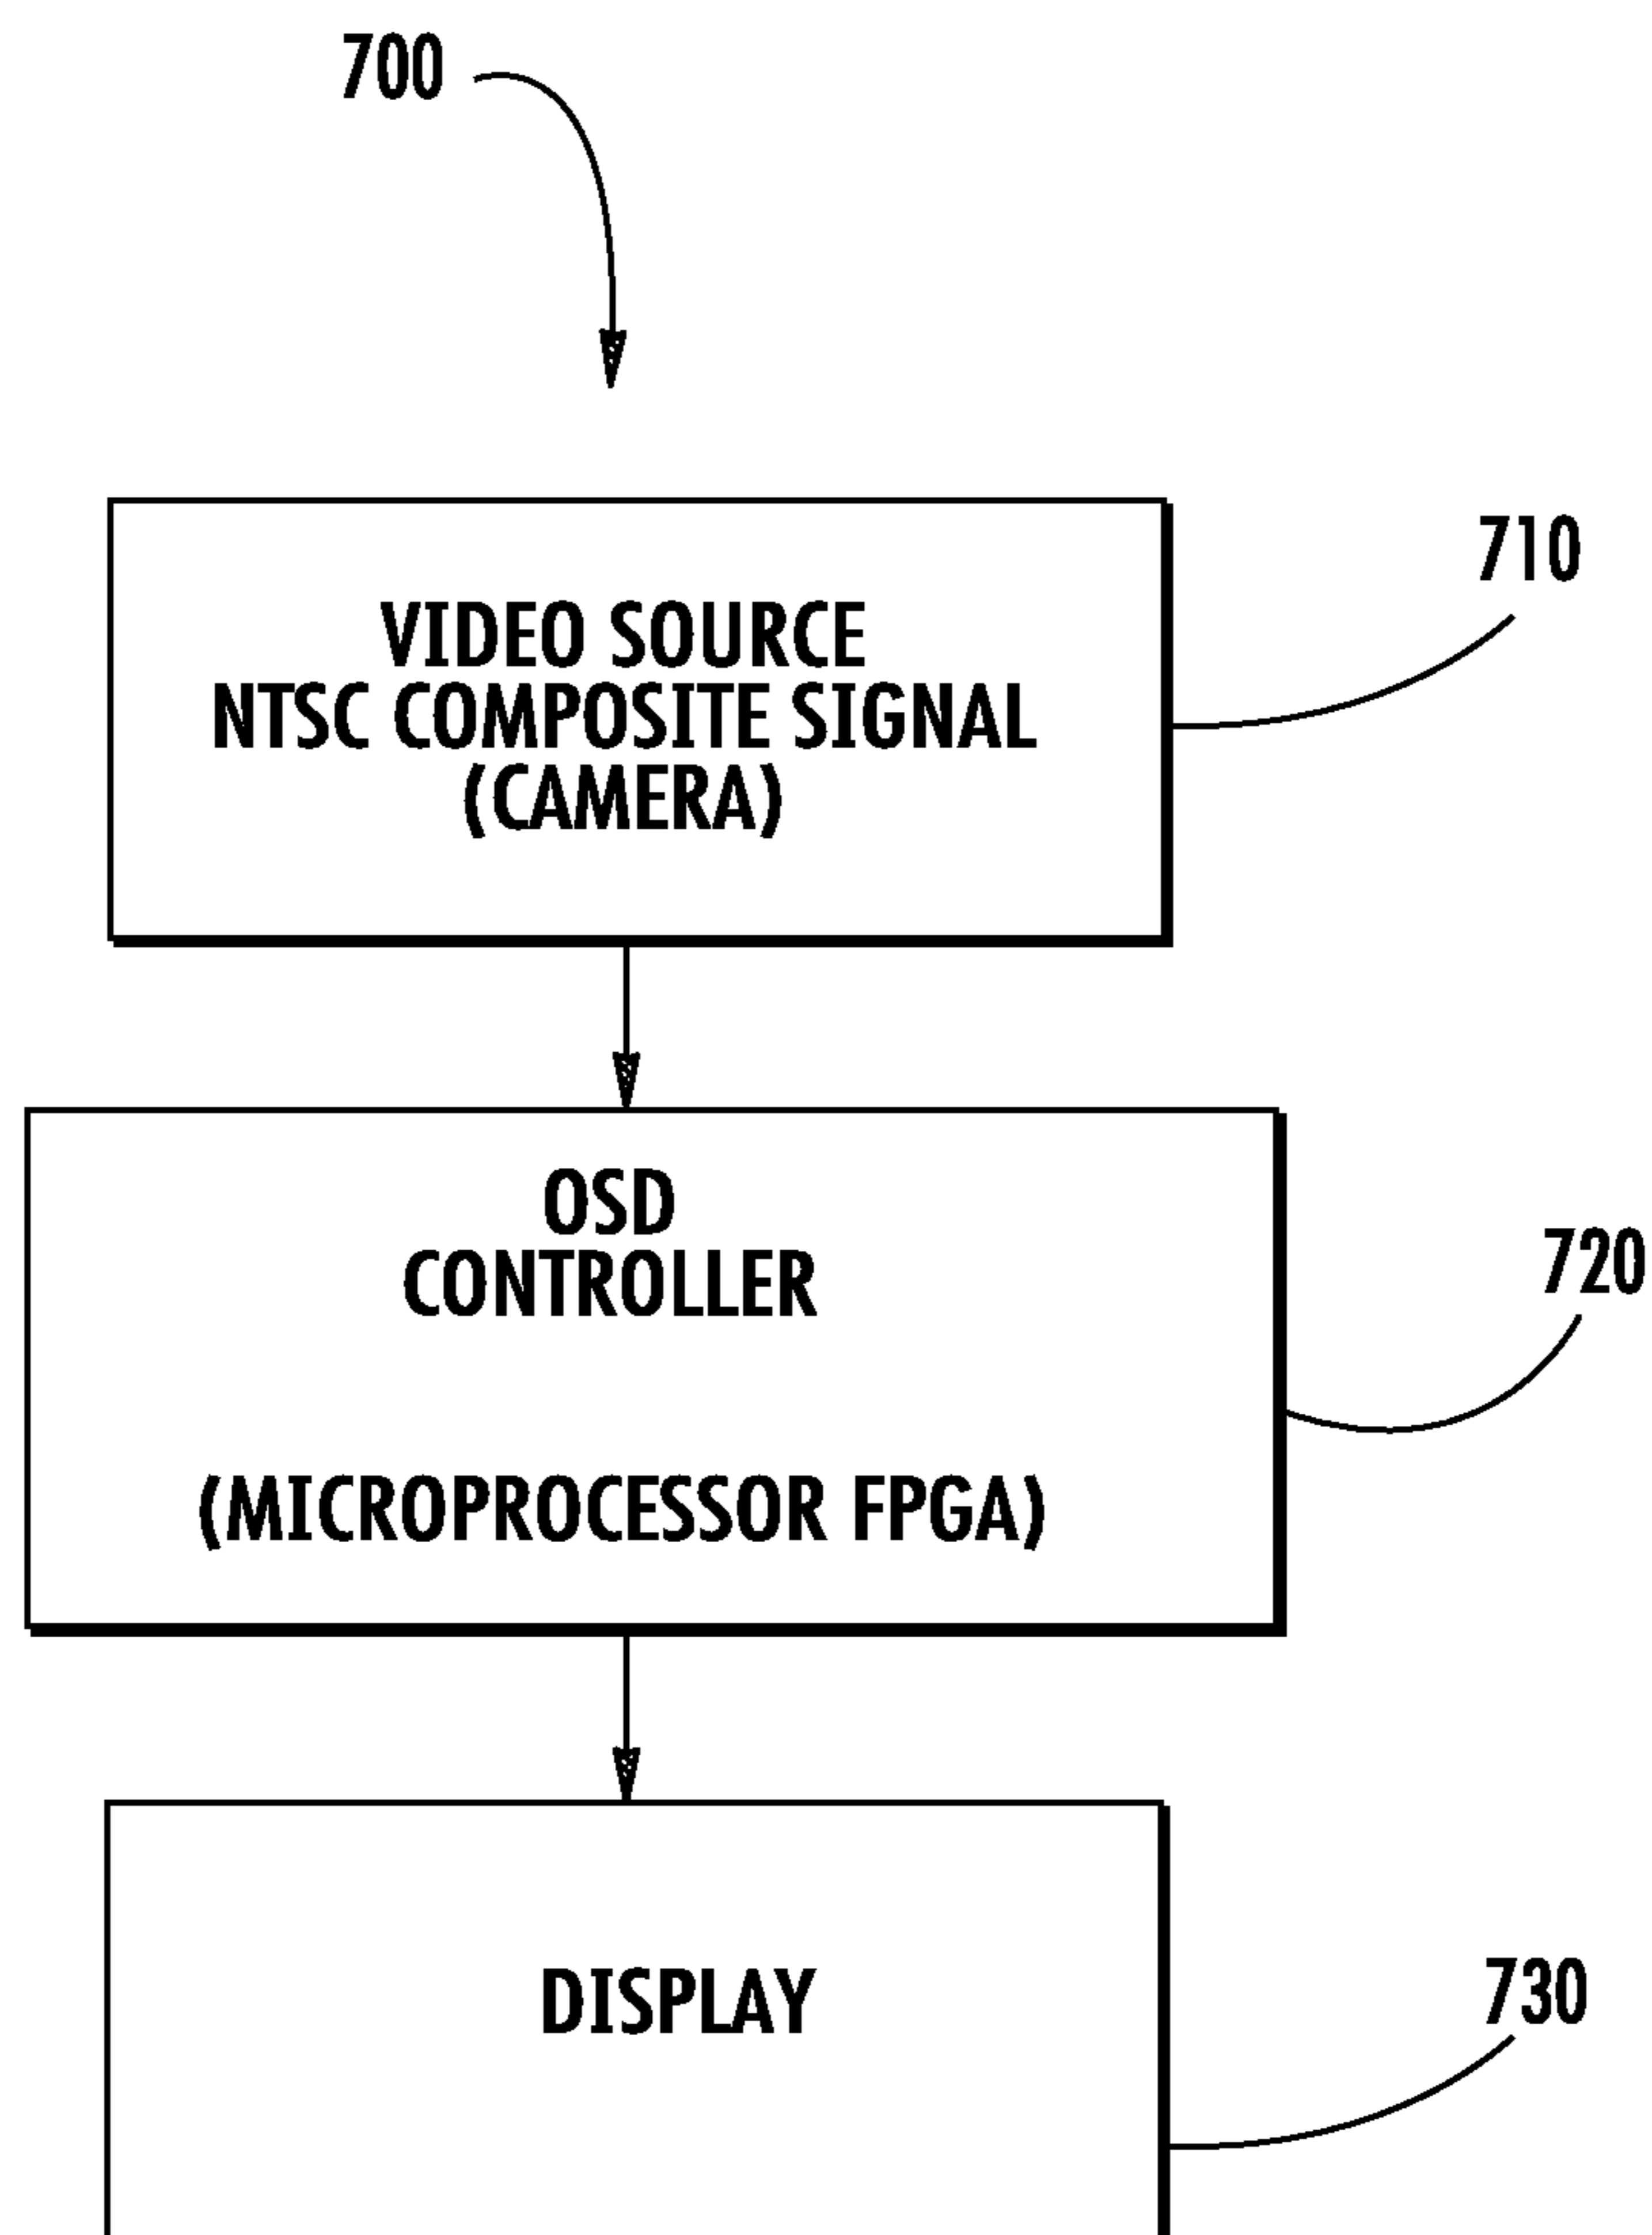 700
710
VIDEO SOURCE
NTSC COMPOSITE SIGNAL
(CAMERA)
720
OSD
CONTROLLER
(MICROPROCESSOR FPGA)
730
DISPLAY